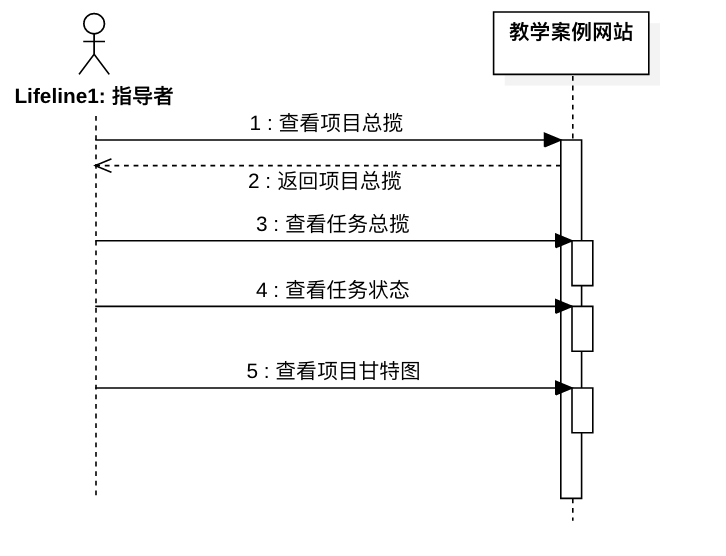 教学案例网站
Lifeline1: 指导者
1 : 查看项目总揽
2 : 返回项目总揽
3 : 查看任务总揽
4 : 查看任务状态
5 : 查看项目甘特图